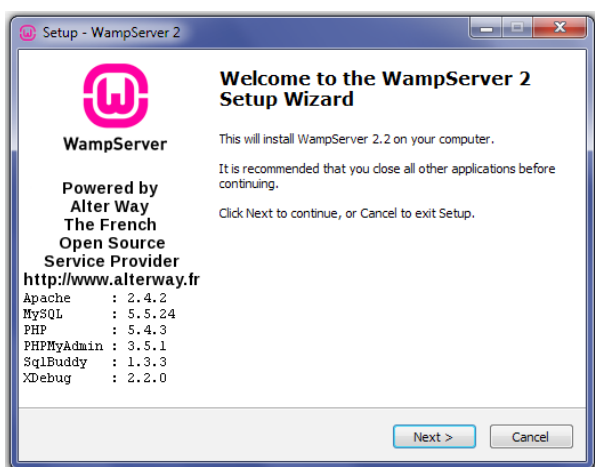 Setup - WampServer 2
WampServer
Powered by
Alter Way
The French
Open Source
Service Provider
http://www.alterway.fr
Apache : 2.4.2
MySQL : 5.5.24
PHP : 5.4.3
PHPMyAdmin : 3.5.1
SqlBuddy : 1.3.3
XDebug : 2.2.0
Welcome to the WampServer 2
Setup Wizard
This will install WampServer 2.2 on your computer.
It is recommended that you close all other applications before
continuing.
Click Next to continue, or Cancel to exit Setup.
Next >
Cancel